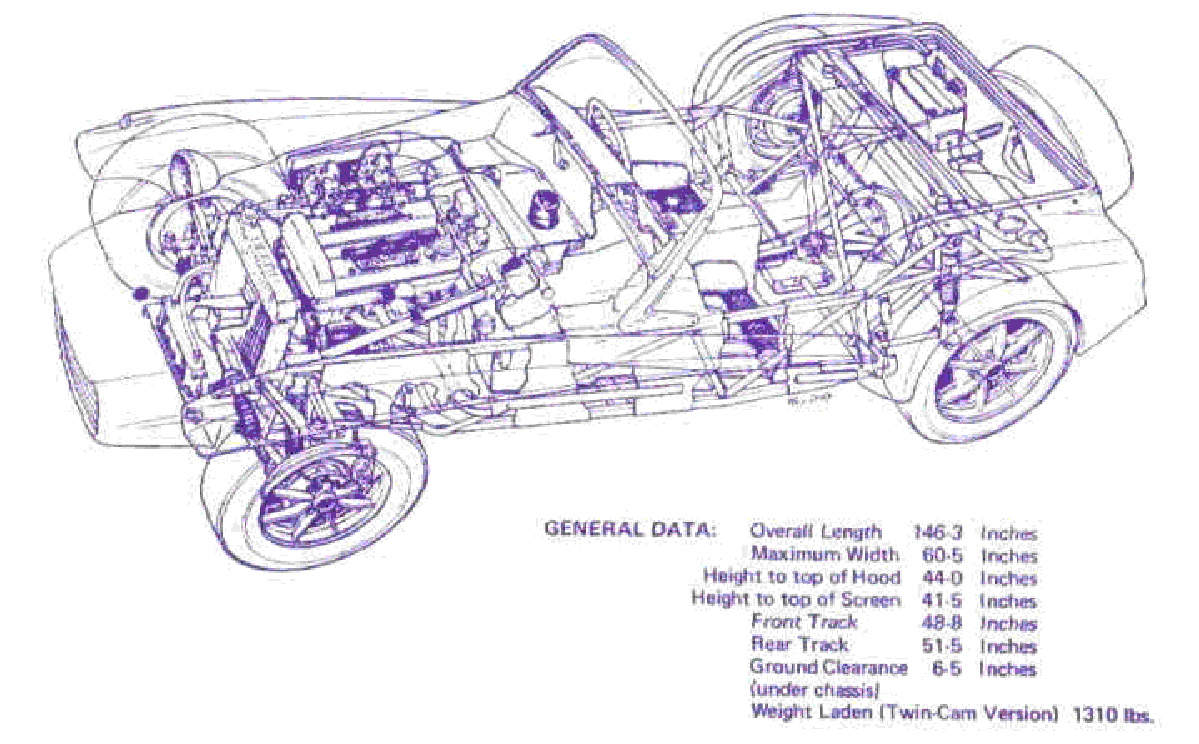 GENERAL DATA: Overall Length 146·3 Inches
Maximum Width 60·5 Inches
Height to top of Hood 44·0 Inches
Height to top of Screen 41·5 Inches
Front Track 48·8 Inches
Rear Track 51·5 Inches
Ground Clearance 6·5 Inches
(under chassis)
Weight Laden (Twin-Cam Version) 1310 lbs.